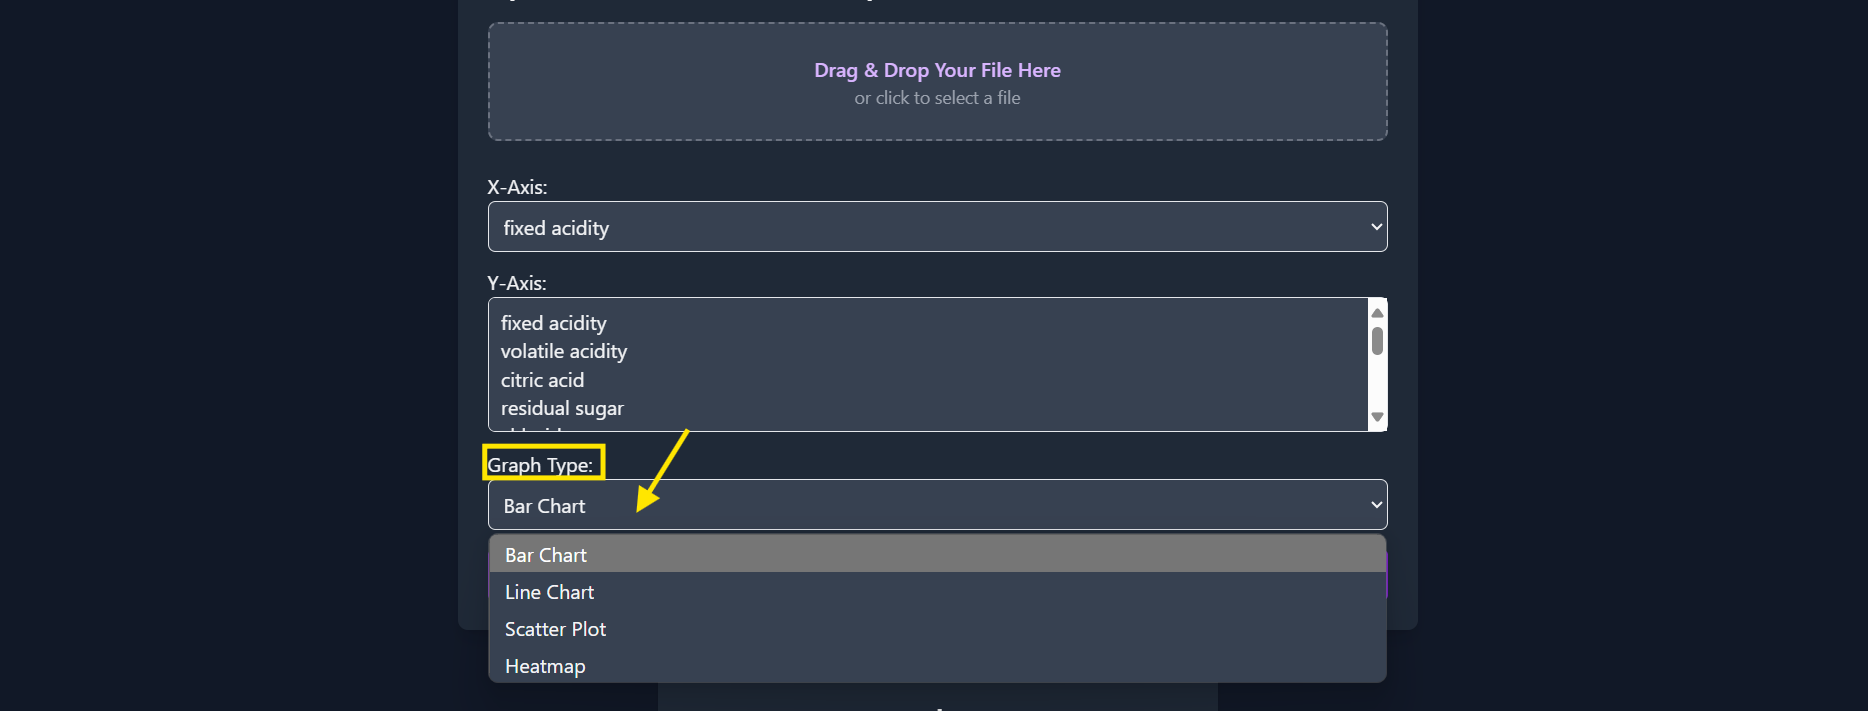 Drag & Drop Your File Here
or click to select a file
X-Axis:
fixed acidity
Y-Axis:
fixed acidity
volatile acidity
citric acid
residual sugar
Graph Type:
Bar Chart
Bar Chart
Line Chart
Scatter Plot
Heatmap